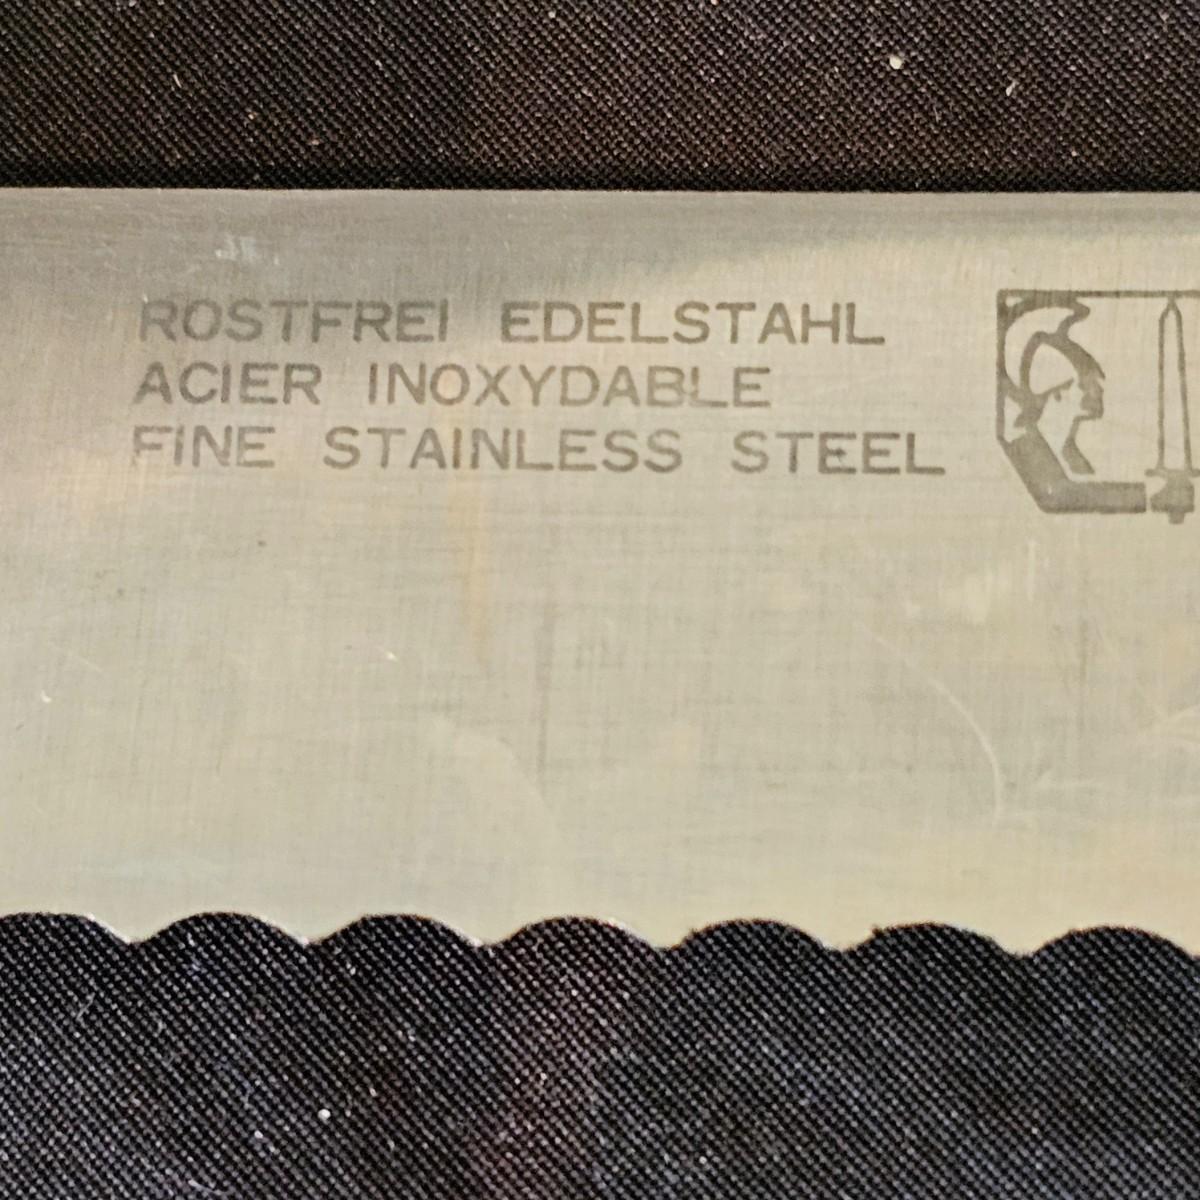 ROSTFREI EDELSTAHL
ACIER INOXYDABLE
FINE STAINLESS STEEL